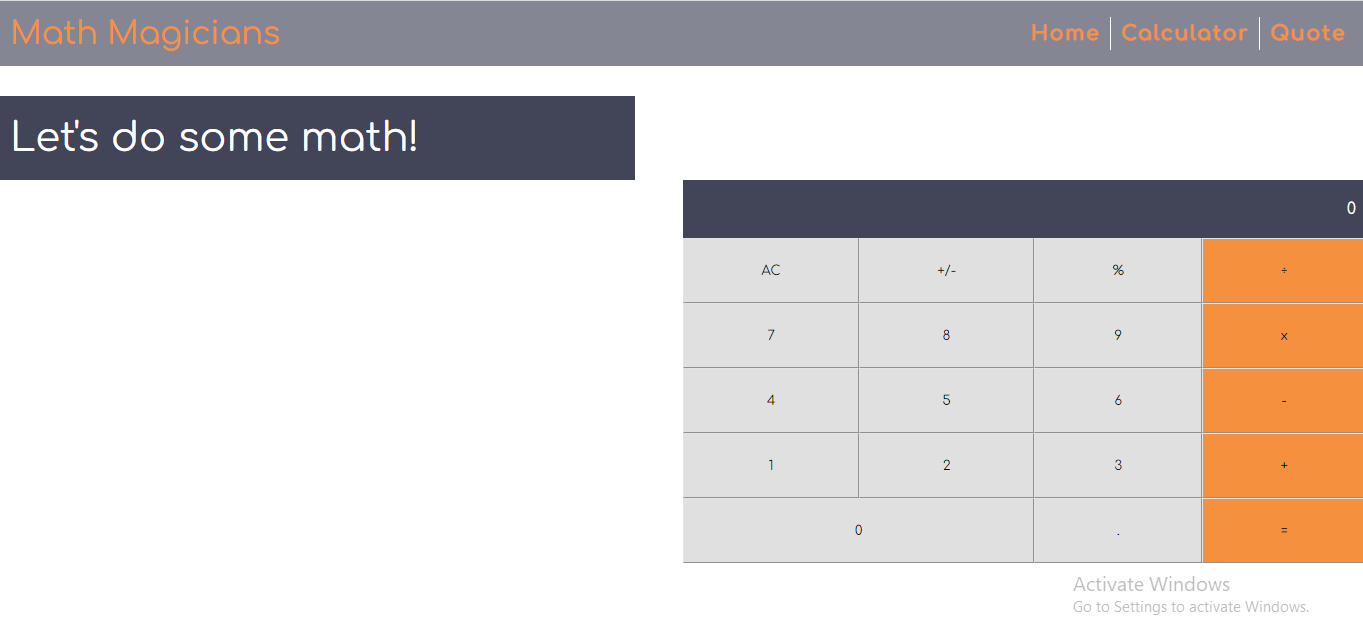 Math Magicians
Home Calculator Quote
Let's do some math!
0
AC +/- % ÷
7 8 9 x
4 5 6 -
1 2 3 +
0 . =
Activate Windows
Go to Settings to activate Windows.